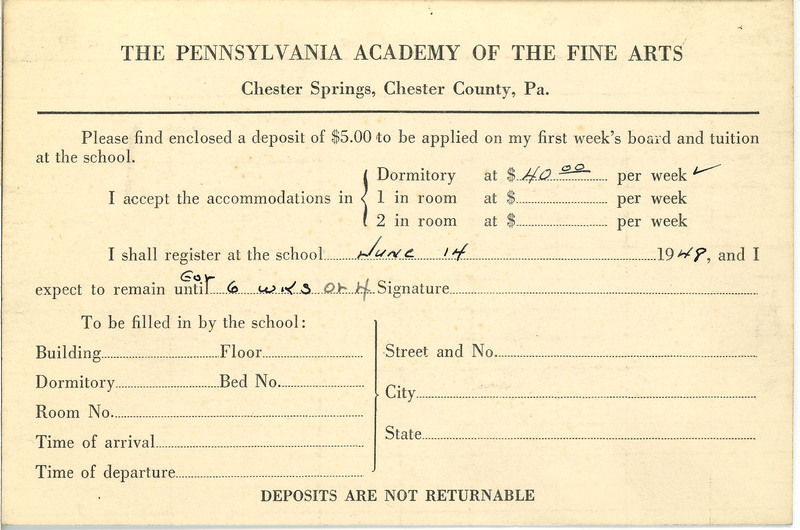 THE PENNSYLVANIA ACADEMY OF THE FINE ARTS
Chester Springs, Chester County, Pa.
Please find enclosed a deposit of $5.00 to be applied on my first week's board and tuition
at the school.
I accept the accommodations in
Dormitory at $ 40 00 per week ✓
1 in room at $ per week
2 in room at $ per week
I shall register at the school June 14 1948, and I
for
expect to remain until 6 wks or 4 Signature
To be filled in by the school:
Building Floor
Dormitory Bed No.
Room No.
Time of arrival
Time of departure
Street and No.
City
State
DEPOSITS ARE NOT RETURNABLE